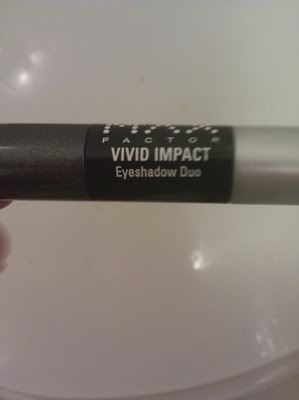 FACTOR
VIVID IMPACT
Eyeshadow Duo